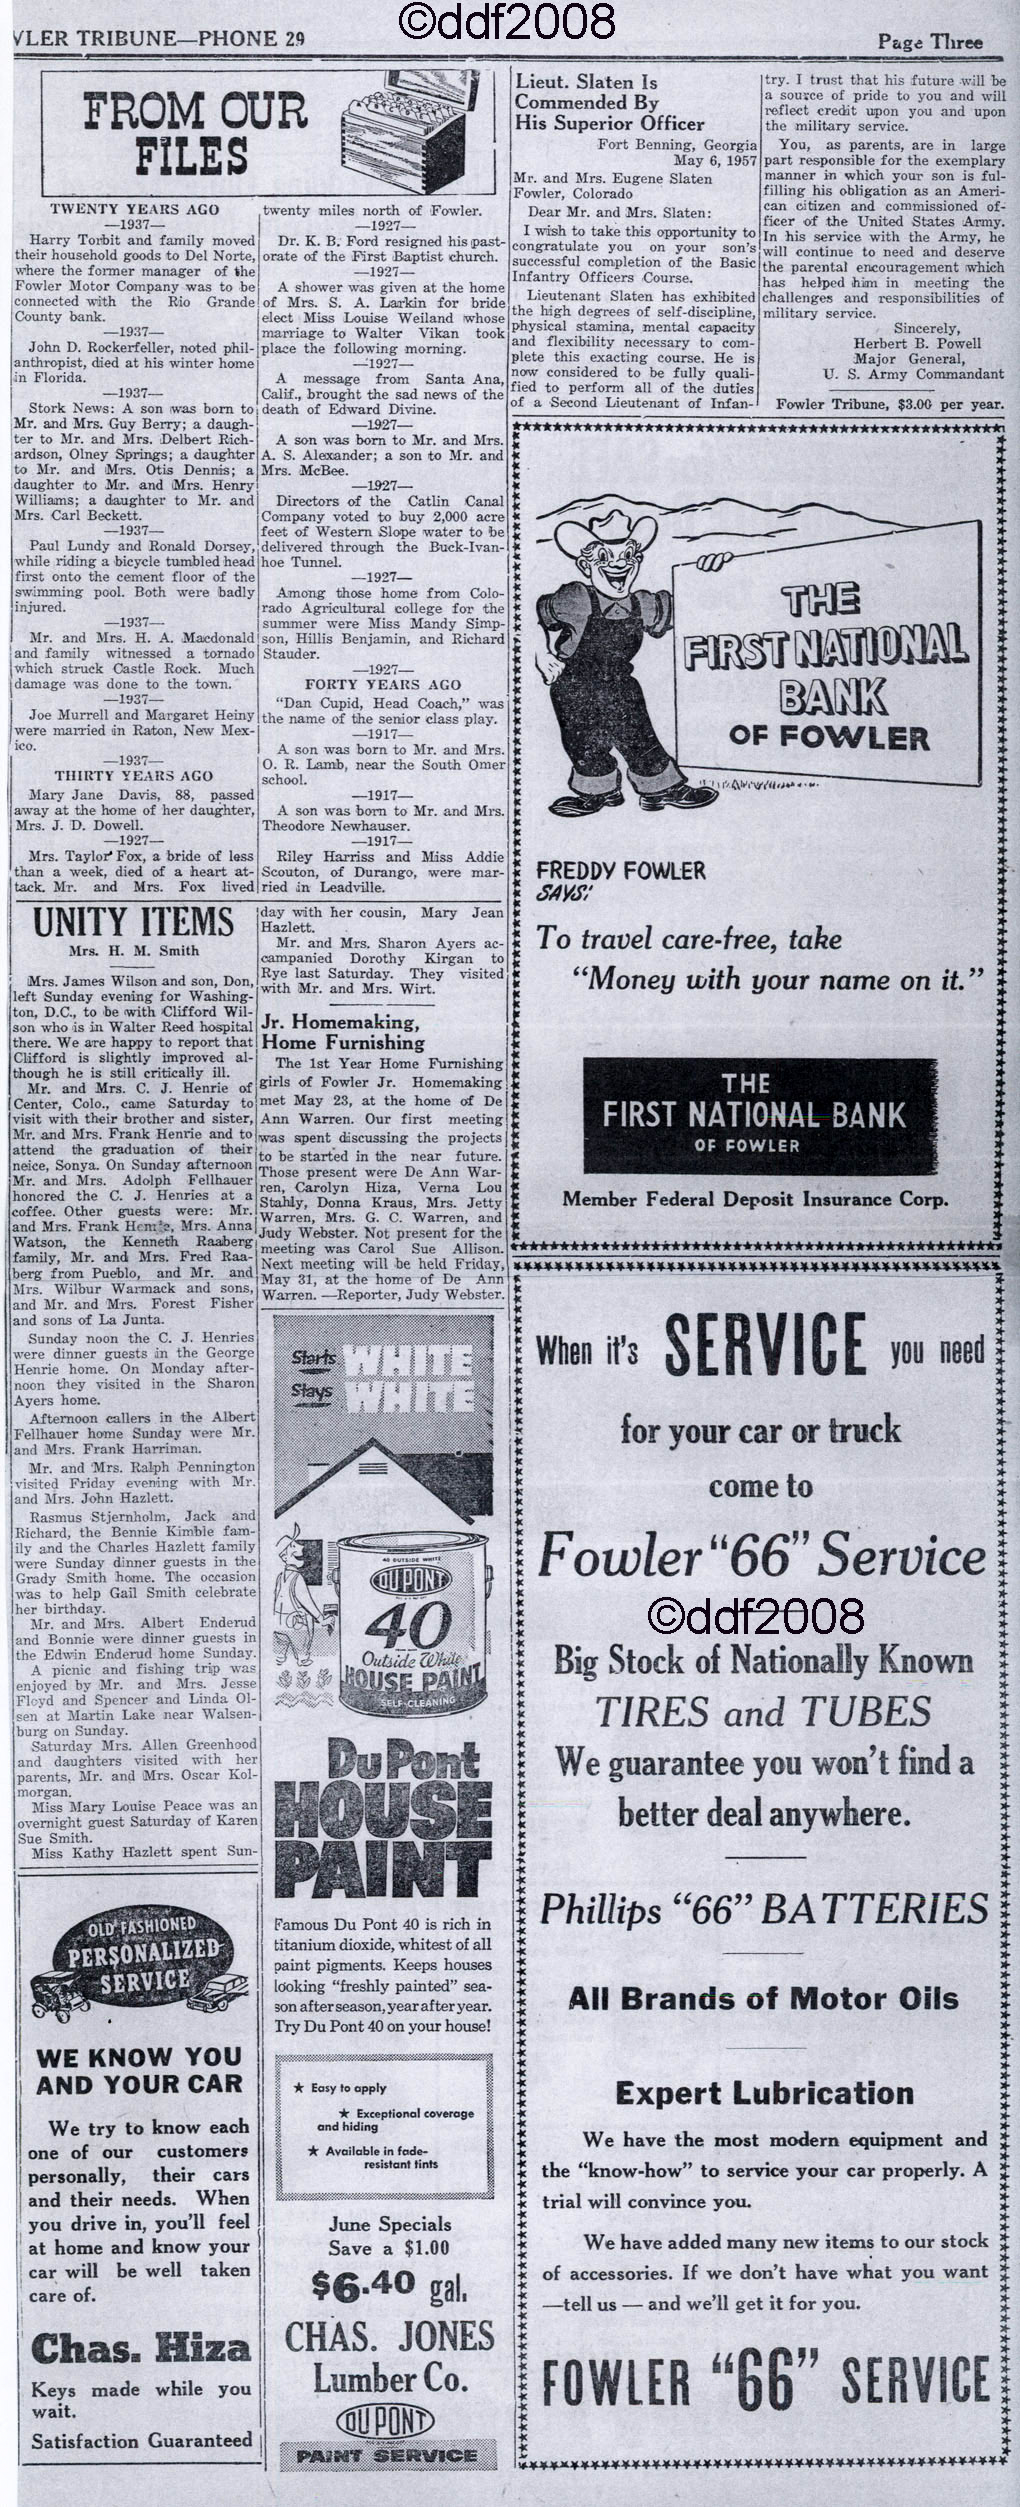 ©ddf2008
VLER TRIBUNE—PHONE 29
Page Three
FROM OUR
FILES
TWENTY YEARS AGO
—1937—
Harry Torbit and family moved
their household goods to Del Norte,
where the former manager of the
Fowler Motor Company was to be
connected with the Rio Grande
County bank.
—1937—
John D. Rockerfeller, noted phil-
anthropist, died at his winter home
in Florida.
—1937—
Stork News: A son was born to
Mr. and Mrs. Guy Berry; a daugh-
ter to Mr. and Mrs. Delbert Rich-
ardson, Olney Springs; a daughter
to Mr. and Mrs. Otis Dennis; a
daughter to Mr. and Mrs. Henry
Williams; a daughter to Mr. and
Mrs. Carl Beckett.
—1937—
Paul Lundy and Ronald Dorsey,
while riding a bicycle tumbled head
first onto the cement floor of the
swimming pool. Both were badly
injured.
—1937—
Mr. and Mrs. H. A. Macdonald
and family witnessed a tornado
which struck Castle Rock. Much
damage was done to the town.
—1937—
Joe Murrell and Margaret Heiny
were married in Raton, New Mex-
ico.
—1937—
THIRTY YEARS AGO
Mary Jane Davis, 88, passed
away at the home of her daughter,
Mrs. J. D. Dowell.
—1927—
Mrs. Taylor Fox, a bride of less
than a week, died of a heart at-
tack. Mr. and Mrs. Fox lived
twenty miles north of Fowler.
—1927—
Dr. K. B. Ford resigned his past-
orate of the First Baptist church.
—1927—
A shower was given at the home
of Mrs. S. A. Larkin for bride
elect Miss Louise Weiland whose
marriage to Walter Vikan took
place the following morning.
—1927—
A message from Santa Ana,
Calif., brought the sad news of the
death of Edward Divine.
—1927—
A son was born to Mr. and Mrs.
A. S. Alexander; a son to Mr. and
Mrs. McBee.
—1927—
Directors of the Catlin Canal
Company voted to buy 2,000 acre
feet of Western Slope water to be
delivered through the Buck-Ivan-
hoe Tunnel.
—1927—
Among those home from Colo-
rado Agricultural college for the
summer were Miss Mandy Simp-
son, Hillis Benjamin, and Richard
Stauder.
—1927—
FORTY YEARS AGO
"Dan Cupid, Head Coach," was
the name of the senior class play.
—1917—
A son was born to Mr. and Mrs.
O. R. Lamb, near the South Omer
school.
—1917—
A son was born to Mr. and Mrs.
Theodore Newhauser.
—1917—
Riley Harriss and Miss Addie
Scouton, of Durango, were mar-
ried in Leadville.
Lieut. Slaten Is
Commended By
His Superior Officer
Fort Benning, Georgia
May 6, 1957
Mr. and Mrs. Eugene Slaten
Fowler, Colorado
Dear Mr. and Mrs. Slaten:
I wish to take this opportunity to
congratulate you on your son's
successful completion of the Basic
Infantry Officers Course.
Lieutenant Slaten has exhibited
the high degrees of self-discipline,
physical stamina, mental capacity
and flexibility necessary to com-
plete this exacting course. He is
now considered to be fully quali-
fied to perform all of the duties
of a Second Lieutenant of Infan-
try. I trust that his future will be
a source of pride to you and will
reflect credit upon you and upon
the military service.
You, as parents, are in large
part responsible for the exemplary
manner in which your son is ful-
filling his obligation as an Ameri-
can citizen and commissioned of-
ficer of the United States Army.
In his service with the Army, he
will continue to need and deserve
the parental encouragement which
has helped him in meeting the
challenges and responsibilities of
military service.
Sincerely,
Herbert B. Powell
Major General,
U. S. Army Commandant
Fowler Tribune, $3.00 per year.
THE
FIRST NATIONAL
BANK
OF FOWLER
FREDDY FOWLER
SAYS:
To travel care-free, take
"Money with your name on it."
THE
FIRST NATIONAL BANK
OF FOWLER
Member Federal Deposit Insurance Corp.
UNITY ITEMS
Mrs. H. M. Smith
Mrs. James Wilson and son, Don,
left Sunday evening for Washing-
ton, D.C., to be with Clifford Wil-
son who is in Walter Reed hospital
there. We are happy to report that
Clifford is slightly improved al-
though he is still critically ill.
Mr. and Mrs. C. J. Henrie of
Center, Colo., came Saturday to
visit with their brother and sister,
Mr. and Mrs. Frank Henrie and to
attend the graduation of their
neice, Sonya. On Sunday afternoon
Mr. and Mrs. Adolph Fellhauer
honored the C. J. Henries at a
coffee. Other guests were: Mr.
and Mrs. Frank Henrie, Mrs. Anna
Watson, the Kenneth Raaberg
family, Mr. and Mrs. Fred Raa-
berg from Pueblo, and Mr. and
Mrs. Wilbur Warmack and sons,
and Mr. and Mrs. Forest Fisher
and sons of La Junta.
Sunday noon the C. J. Henries
were dinner guests in the George
Henrie home. On Monday after-
noon they visited in the Sharon
Ayers home.
Afternoon callers in the Albert
Fellhauer home Sunday were Mr.
and Mrs. Frank Harriman.
Mr. and Mrs. Ralph Pennington
visited Friday evening with Mr.
and Mrs. John Hazlett.
Rasmus Stjernholm, Jack and
Richard, the Bennie Kimble fam-
ily and the Charles Hazlett family
were Sunday dinner guests in the
Grady Smith home. The occasion
was to help Gail Smith celebrate
her birthday.
Mr. and Mrs. Albert Enderud
and Bonnie were dinner guests in
the Edwin Enderud home Sunday.
A picnic and fishing trip was
enjoyed by Mr. and Mrs. Jesse
Floyd and Spencer and Linda Ol-
sen at Martin Lake near Walsen-
burg on Sunday.
Saturday Mrs. Allen Greenhood
and daughters visited with her
parents, Mr. and Mrs. Oscar Kol-
morgan.
Miss Mary Louise Peace was an
overnight guest Saturday of Karen
Sue Smith.
Miss Kathy Hazlett spent Sun-
day with her cousin, Mary Jean
Hazlett.
Mr. and Mrs. Sharon Ayers ac-
companied Dorothy Kirgan to
Rye last Saturday. They visited
with Mr. and Mrs. Wirt.
Jr. Homemaking,
Home Furnishing
The 1st Year Home Furnishing
girls of Fowler Jr. Homemaking
met May 23, at the home of De
Ann Warren. Our first meeting
was spent discussing the projects
to be started in the near future.
Those present were De Ann War-
ren, Carolyn Hiza, Verna Lou
Stahly, Donna Kraus, Mrs. Jetty
Warren, Mrs. G. C. Warren, and
Judy Webster. Not present for the
meeting was Carol Sue Allison.
Next meeting will be held Friday,
May 31, at the home of De Ann
Warren. —Reporter, Judy Webster.
Starts WHITE
Stays WHITE
40 OUTSIDE WHITE
DU PONT
40
Outside White
HOUSE PAINT
SELF-CLEANING
Du Pont
HOUSE
PAINT
Famous Du Pont 40 is rich in
titanium dioxide, whitest of all
paint pigments. Keeps houses
looking "freshly painted" sea-
son after season, year after year.
Try Du Pont 40 on your house!
★ Easy to apply
★ Exceptional coverage
and hiding
★ Available in fade-
resistant tints
June Specials
Save a $1.00
$6.40 gal.
CHAS. JONES
Lumber Co.
DU PONT
PAINT SERVICE
OLD FASHIONED
PERSONALIZED
SERVICE
WE KNOW YOU
AND YOUR CAR
We try to know each
one of our customers
personally, their cars
and their needs. When
you drive in, you'll feel
at home and know your
car will be well taken
care of.
Chas. Hiza
Keys made while you
wait.
Satisfaction Guaranteed
When it's SERVICE you need
for your car or truck
come to
Fowler "66" Service
©ddf2008
Big Stock of Nationally Known
TIRES and TUBES
We guarantee you won't find a
better deal anywhere.
Phillips "66" BATTERIES
All Brands of Motor Oils
Expert Lubrication
We have the most modern equipment and
the "know-how" to service your car properly. A
trial will convince you.
We have added many new items to our stock
of accessories. If we don't have what you want
—tell us — and we'll get it for you.
FOWLER "66" SERVICE